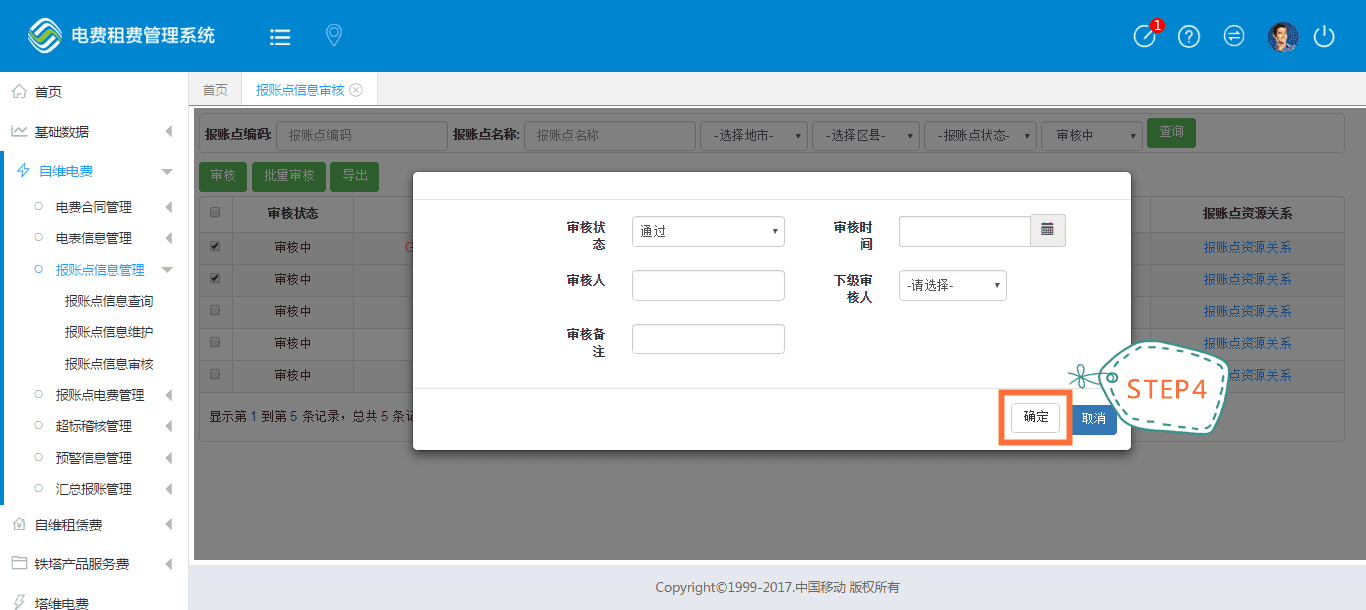 电费租费管理系统
1
首页
基础数据
自维电费
电费合同管理
电表信息管理
报账点信息管理
报账点信息查询
报账点信息维护
报账点信息审核
报账点电费管理
超标稽核管理
预警信息管理
汇总报账管理
自维租赁费
铁塔产品服务费
塔维电费
首页 报账点信息审核
报账点编码: 报账点编码 报账点名称: 报账点名称 -选择地市- -选择区县- -报账点状态- 审核中 查询
审核 批量审核 导出
审核状态 报账点资源关系
审核中 G 报账点资源关系
审核中 报账点资源关系
审核中 报账点资源关系
审核中 报账点资源关系
审核中 点资源关系
显示第 1 到第 5 条记录，总共 5 条记
审核状态 通过 审核时间
审核人 下级审核人 -请选择-
审核备注
确定 取消
STEP4
Copyright©1999-2017.中国移动 版权所有